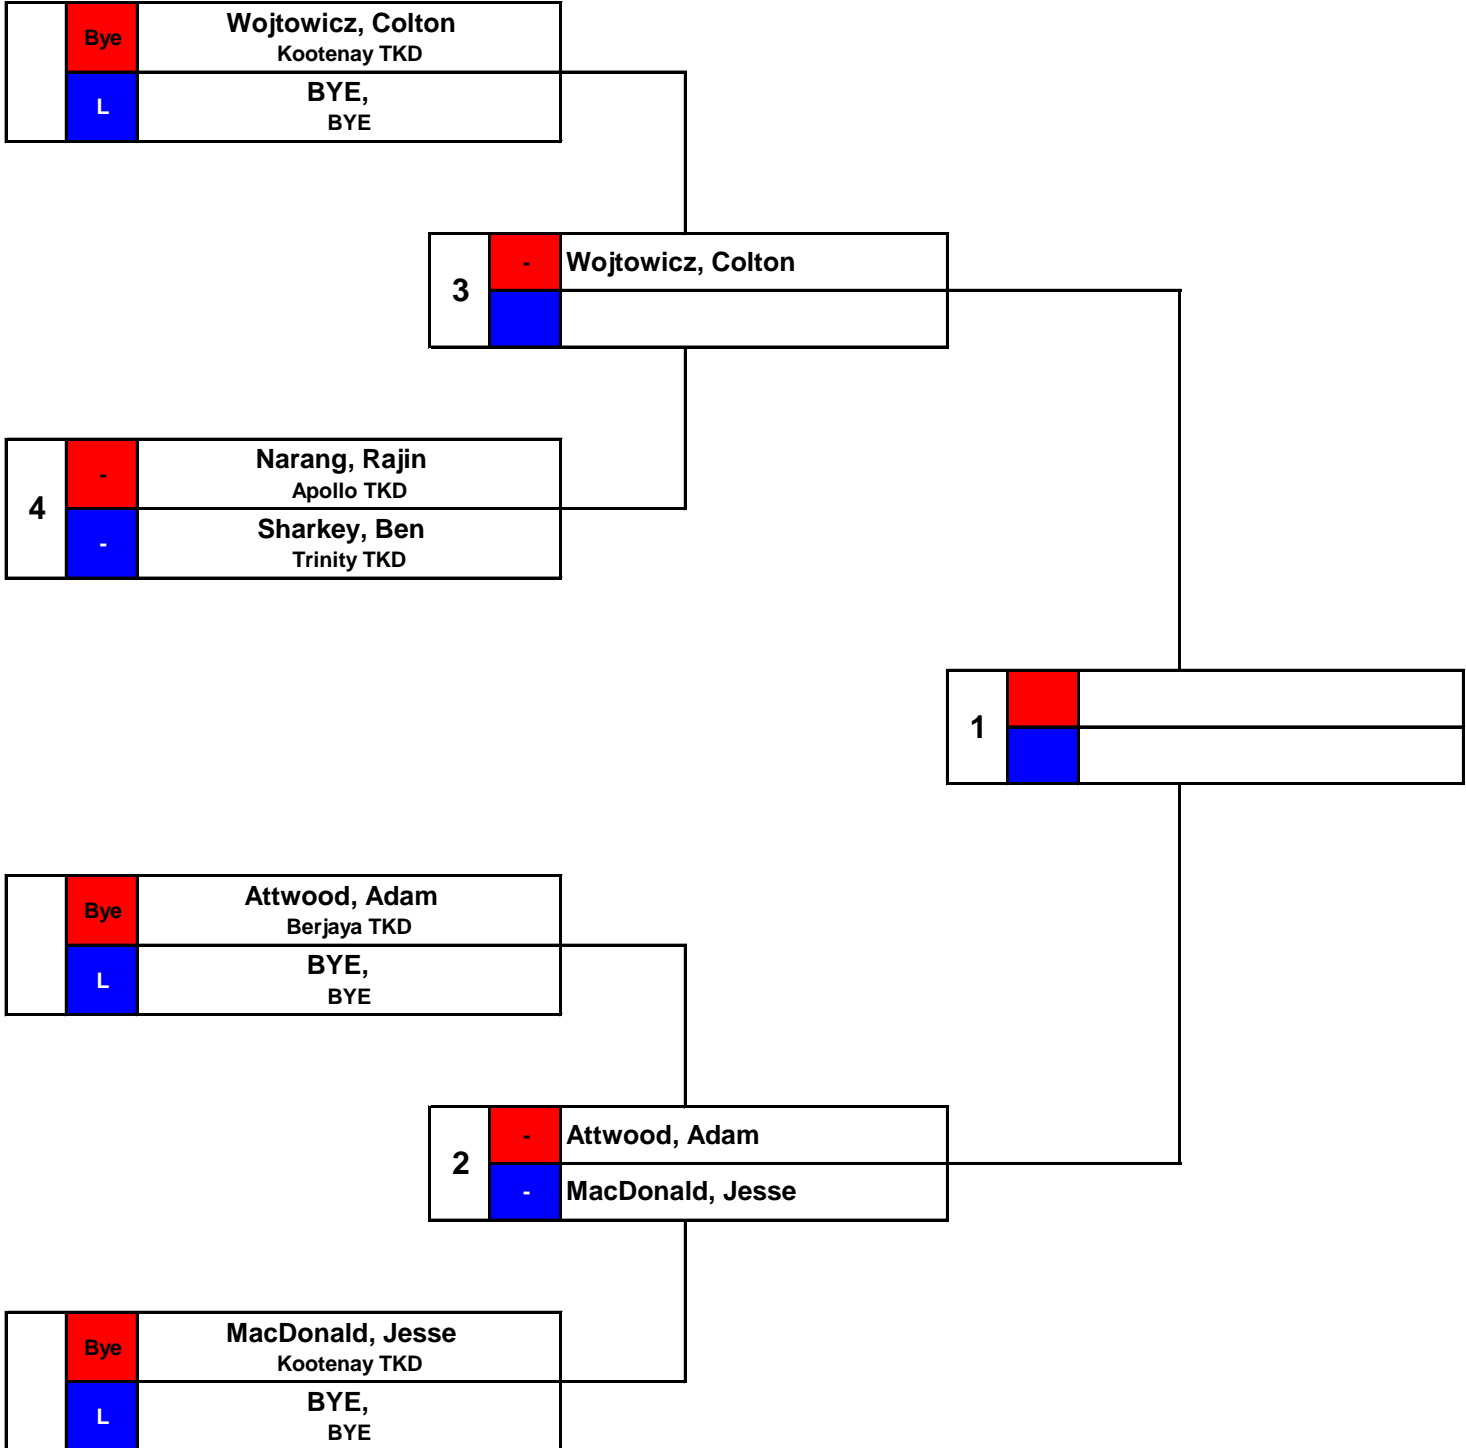 Bye
Wojtowicz, Colton
Kootenay TKD
L
BYE,
BYE
3
-
Wojtowicz, Colton
4
-
Narang, Rajin
Apollo TKD
-
Sharkey, Ben
Trinity TKD
1
Bye
Attwood, Adam
Berjaya TKD
L
BYE,
BYE
2
-
Attwood, Adam
-
MacDonald, Jesse
Bye
MacDonald, Jesse
Kootenay TKD
L
BYE,
BYE